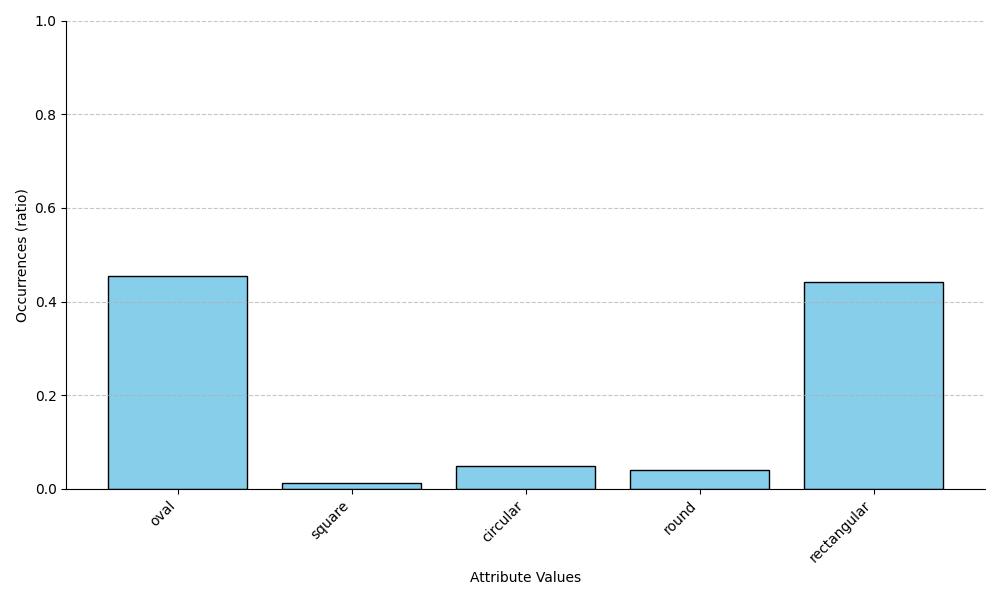 1.0
0.8
0.6
0.4
0.2
0.0
Occurrences (ratio)
oval
square
circular
round
rectangular
Attribute Values